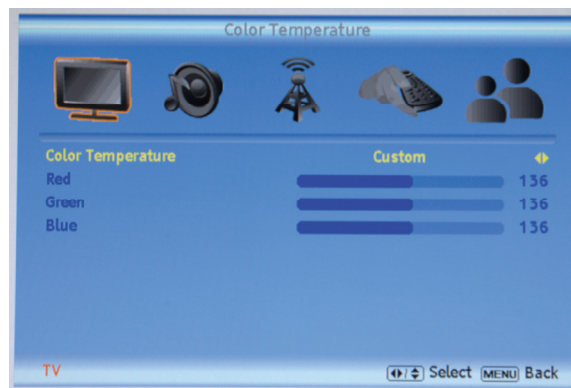 Color Temperature
Color Temperature Custom
Red 136
Green 136
Blue 136
TV Select MENU Back